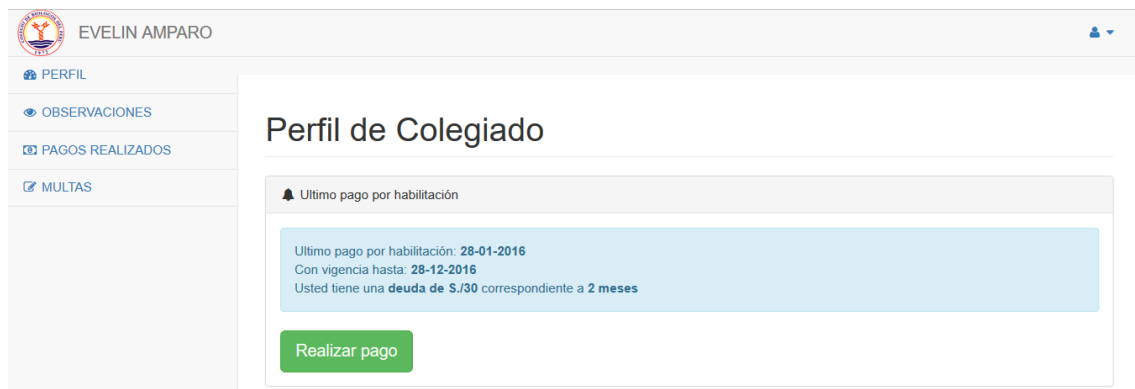 EVELIN AMPARO
PERFIL
OBSERVACIONES
PAGOS REALIZADOS
MULTAS
Perfil de Colegiado
Ultimo pago por habilitación
Ultimo pago por habilitación: 28-01-2016
Con vigencia hasta: 28-12-2016
Usted tiene una deuda de S./30 correspondiente a 2 meses
Realizar pago